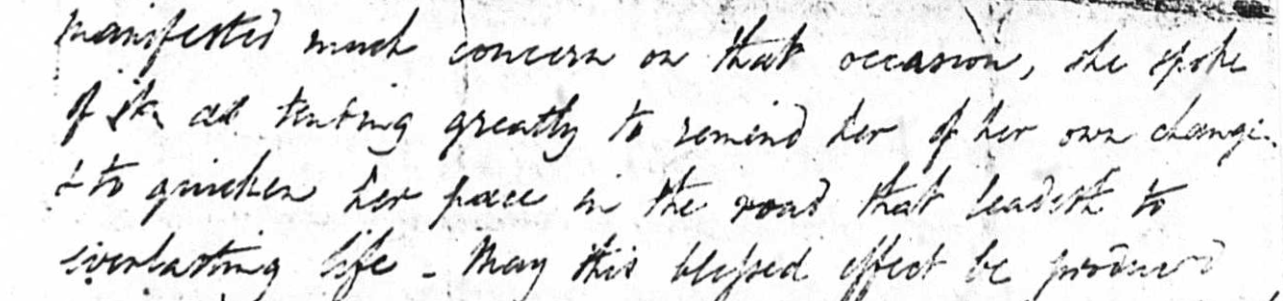 manifested much concern on that occasion, she spoke
of it, as tending greatly to remind her of her own change
& to quicken her pace in the road that leadeth to
everlasting life - May this blessed effect be produced